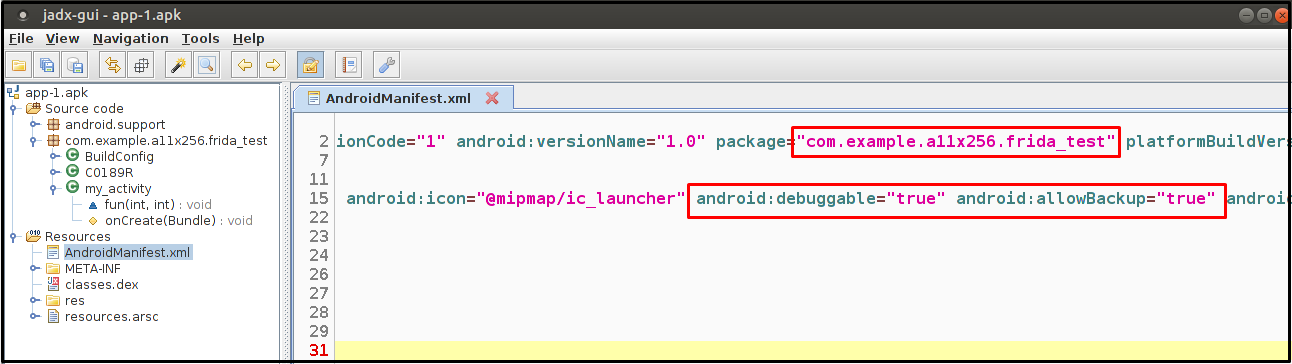 jadx-gui - app-1.apk
File View Navigation Tools Help
app-1.apk
Source code
android.support
com.example.a11x256.frida_test
BuildConfig
C0189R
my_activity
fun(int, int) : void
onCreate(Bundle) : void
Resources
AndroidManifest.xml
META-INF
classes.dex
res
resources.arsc
AndroidManifest.xml
2 ionCode="1" android:versionName="1.0" package="com.example.a11x256.frida_test" platformBuildVers
7
11
15 android:icon="@mipmap/ic_launcher" android:debuggable="true" android:allowBackup="true" android
22
23
24
26
27
28
29
31